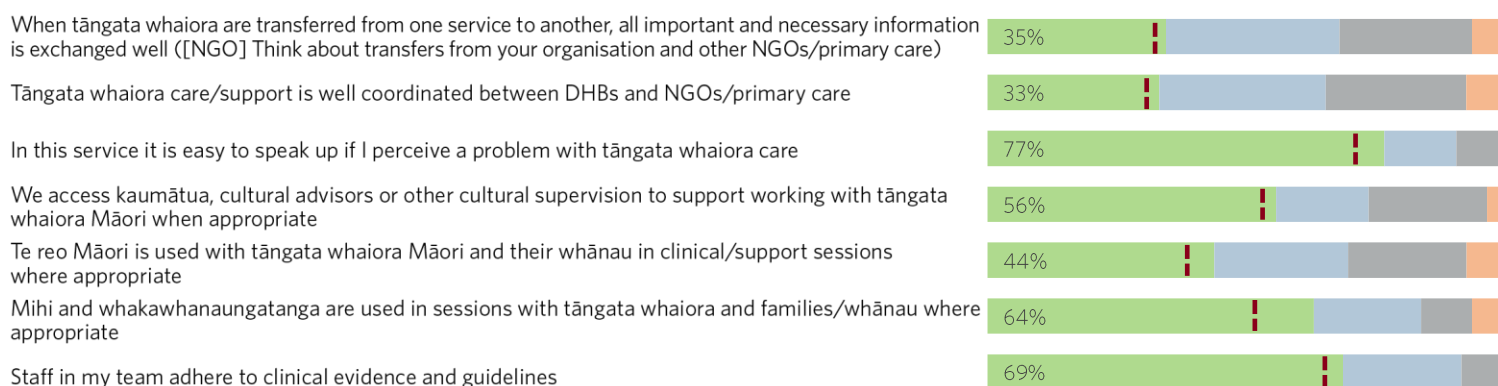 When tāngata whaiora are transferred from one service to another, all important and necessary information
is exchanged well ([NGO] Think about transfers from your organisation and other NGOs/primary care)
35%
Tāngata whaiora care/support is well coordinated between DHBs and NGOs/primary care
33%
In this service it is easy to speak up if I perceive a problem with tāngata whaiora care
77%
We access kaumātua, cultural advisors or other cultural supervision to support working with tāngata
whaiora Māori when appropriate
56%
Te reo Māori is used with tāngata whaiora Māori and their whānau in clinical/support sessions
where appropriate
44%
Mihi and whakawhanaungatanga are used in sessions with tāngata whaiora and families/whānau where
appropriate
64%
Staff in my team adhere to clinical evidence and guidelines
69%